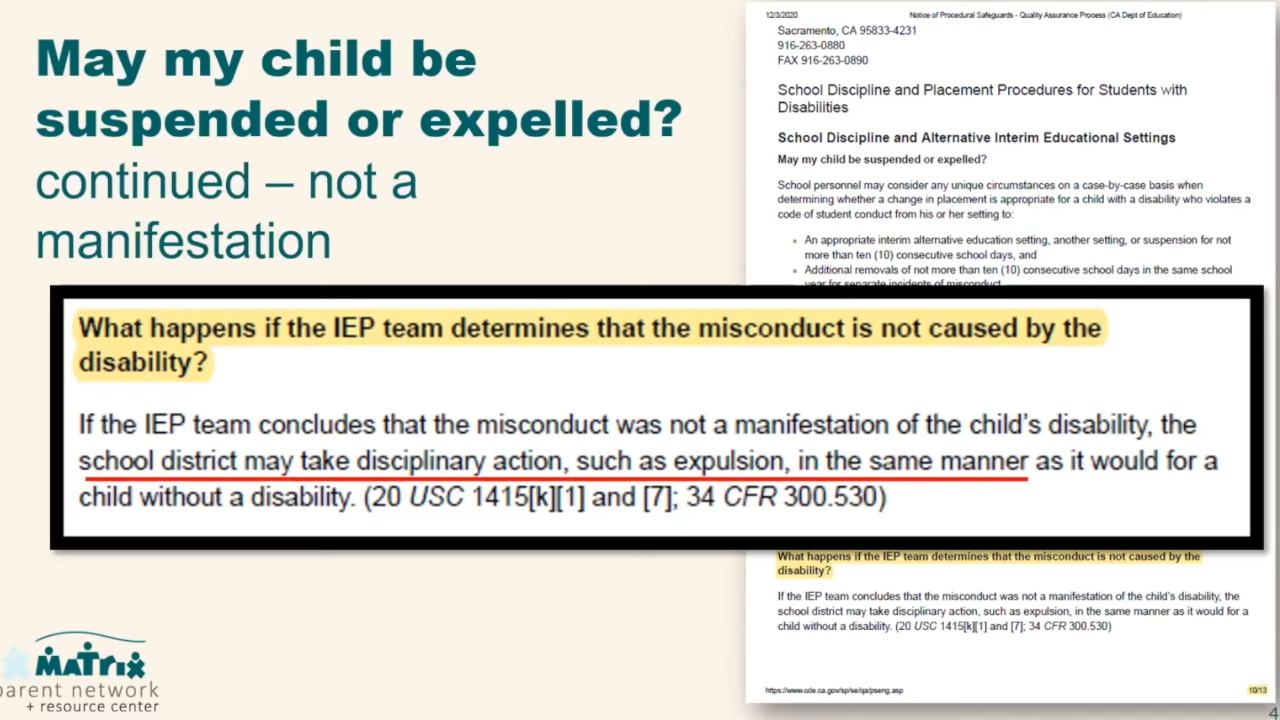 May my child be
suspended or expelled?
continued – not a
manifestation
12/3/2020 Notice of Procedural Safeguards - Quality Assurance Process (CA Dept of Education)
Sacramento, CA 95833-4231
916-263-0880
FAX 916-263-0890
School Discipline and Placement Procedures for Students with
Disabilities
School Discipline and Alternative Interim Educational Settings
May my child be suspended or expelled?
School personnel may consider any unique circumstances on a case-by-case basis when
determining whether a change in placement is appropriate for a child with a disability who violates a
code of student conduct from his or her setting to:
An appropriate interim alternative education setting, another setting, or suspension for not
more than ten (10) consecutive school days, and
Additional removals of not more than ten (10) consecutive school days in the same school
year for separate incidents of misconduct
What happens if the IEP team determines that the misconduct is not caused by the
disability?
If the IEP team concludes that the misconduct was not a manifestation of the child's disability, the
school district may take disciplinary action, such as expulsion, in the same manner as it would for a
child without a disability. (20 USC 1415[k][1] and [7]; 34 CFR 300.530)
What happens if the IEP team determines that the misconduct is not caused by the
disability?
If the IEP team concludes that the misconduct was not a manifestation of the child's disability, the
school district may take disciplinary action, such as expulsion, in the same manner as it would for a
child without a disability. (20 USC 1415[k][1] and [7]; 34 CFR 300.530)
https://www.cde.ca.gov/sp/se/qa/pseng.asp 10/13
MATRIX
parent network
+ resource center
4